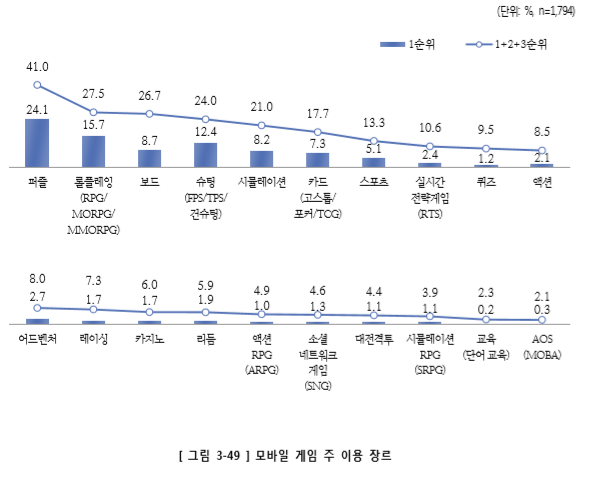 (단위: %, n=1,794)
1순위 1+2+3순위
41.0 27.5 26.7 24.0 21.0 17.7 13.3 10.6 9.5 8.5
24.1 15.7 8.7 12.4 8.2 7.3 5.1 2.4 1.2 2.1
퍼즐 롤플레잉 보드 슈팅 시뮬레이션 카드 스포츠 실시간 퀴즈 액션
(RPG/ (FPS/TPS/ (고스톱/ 전략게임
MORPG/ 건슈팅) 포커/TCG) (RTS)
MMORPG)
8.0 7.3 6.0 5.9 4.9 4.6 4.4 3.9 2.3 2.1
2.7 1.7 1.7 1.9 1.0 1.3 1.1 1.1 0.2 0.3
어드벤처 레이싱 카지노 리듬 액션 소셜 대전격투 시뮬레이션 교육 AOS
RPG 네트워크 RPG (단어 교육) (MOBA)
(ARPG) 게임 (SRPG)
(SNG)
[ 그림 3-49 ] 모바일 게임 주 이용 장르